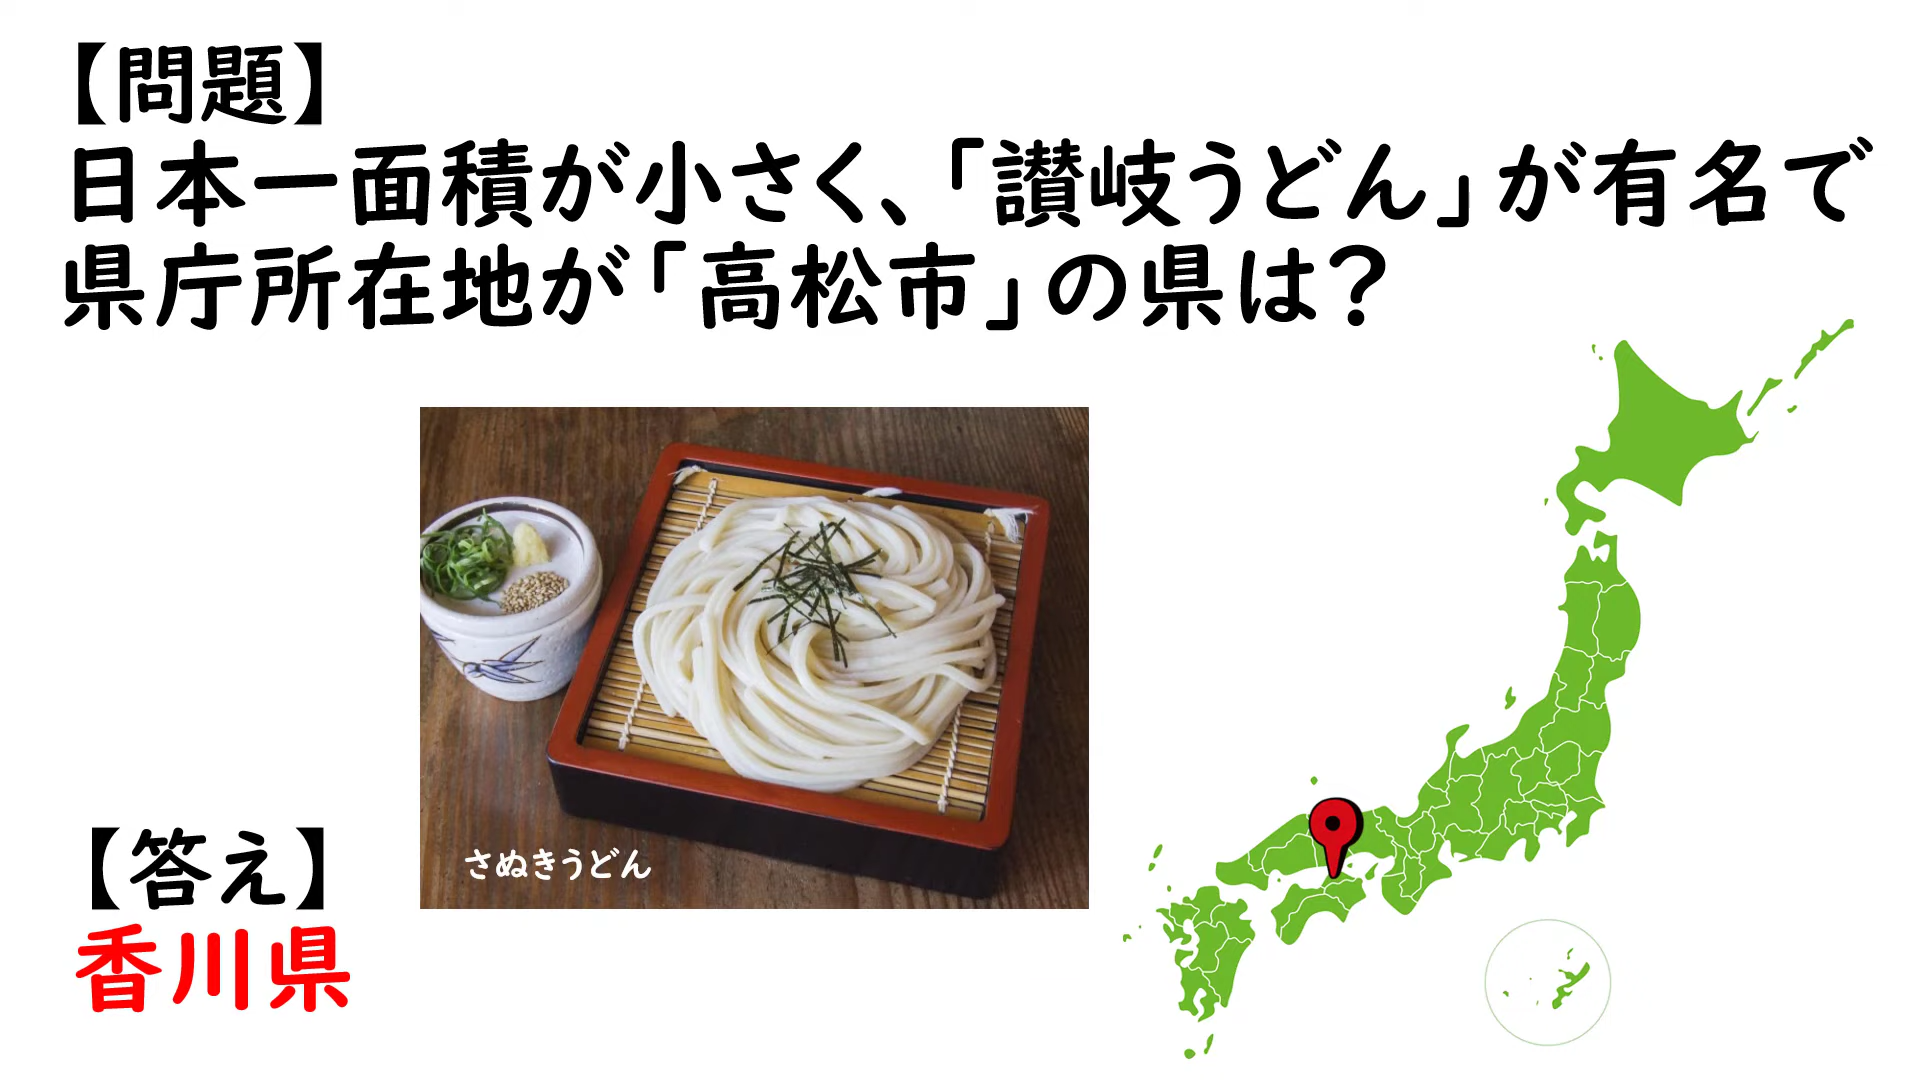 【問題】
日本一面積が小さく、「讃岐うどん」が有名で
県庁所在地が「高松市」の県は？
さぬきうどん
【答え】
香川県